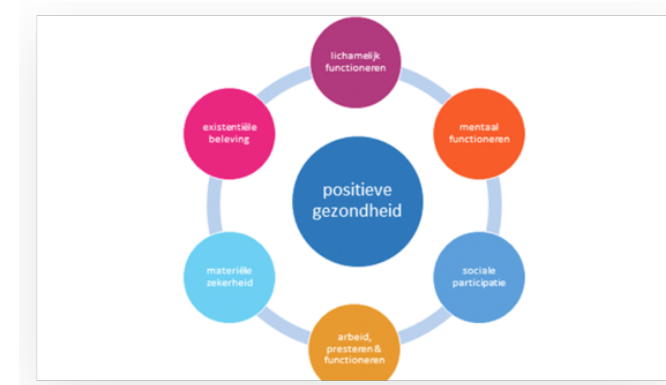 lichamelijk
functioneren
existentiële
beleving
mentaal
functioneren
positieve
gezondheid
materiële
zekerheid
sociale
participatie
arbeid,
presteren &
functioneren